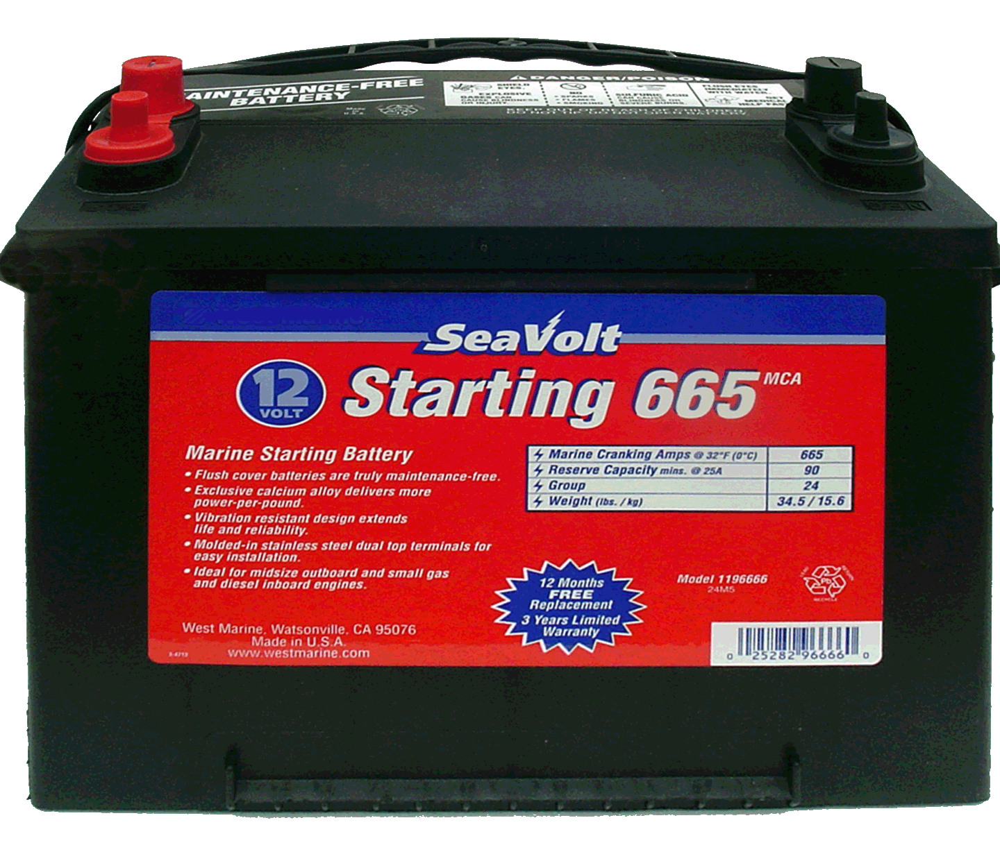 AINTENANCE-FREE
BATTERY
MADE
U.S.A.
DANGER/POISON
SHIELD
EYES.
EXPLOSIVE
GASES CAN
CAUSE BLINDNESS
OR INJURY.
NO
• SPARKS
• FLAMES
• SMOKING
SULFURIC ACID
CAN CAUSE
BLINDNESS OR
SEVERE BURNS.
FLUSH EYES
IMMEDIATELY
WITH WATER.
MEDICAL
HELP FAST.
KEEP OUT OF REACH OF CHILDREN
NEG
SeaVolt
12
VOLT
Starting 665 MCA
Marine Starting Battery
• Flush cover batteries are truly maintenance-free.
• Exclusive calcium alloy delivers more
power-per-pound.
• Vibration resistant design extends
life and reliability.
• Molded-in stainless steel dual top terminals for
easy installation.
• Ideal for midsize outboard and small gas
and diesel inboard engines.
Marine Cranking Amps @ 32°F (0°C) 665
Reserve Capacity mins. @ 25A 90
Group 24
Weight (lbs. / kg) 34.5 / 15.6
12 Months
FREE
Replacement
3 Years Limited
Warranty
Model 1196666
24M5
Pb
RETURN
RECYCLE
West Marine, Watsonville, CA 95076
Made in U.S.A.
www.westmarine.com
0 25282 96666 0